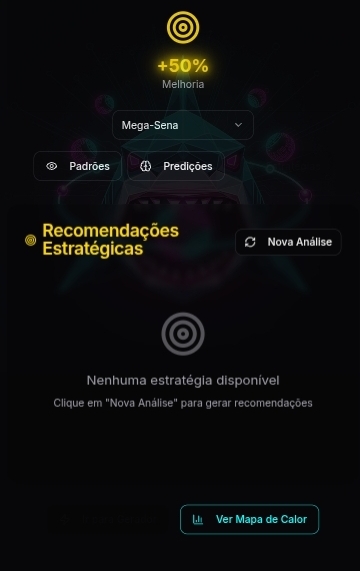 +50%
Melhoria
Mega-Sena
Padrões
Predições
Recomendações
Estratégicas
Nova Análise
Nenhuma estratégia disponível
Clique em "Nova Análise" para gerar recomendações
Ver Mapa de Calor